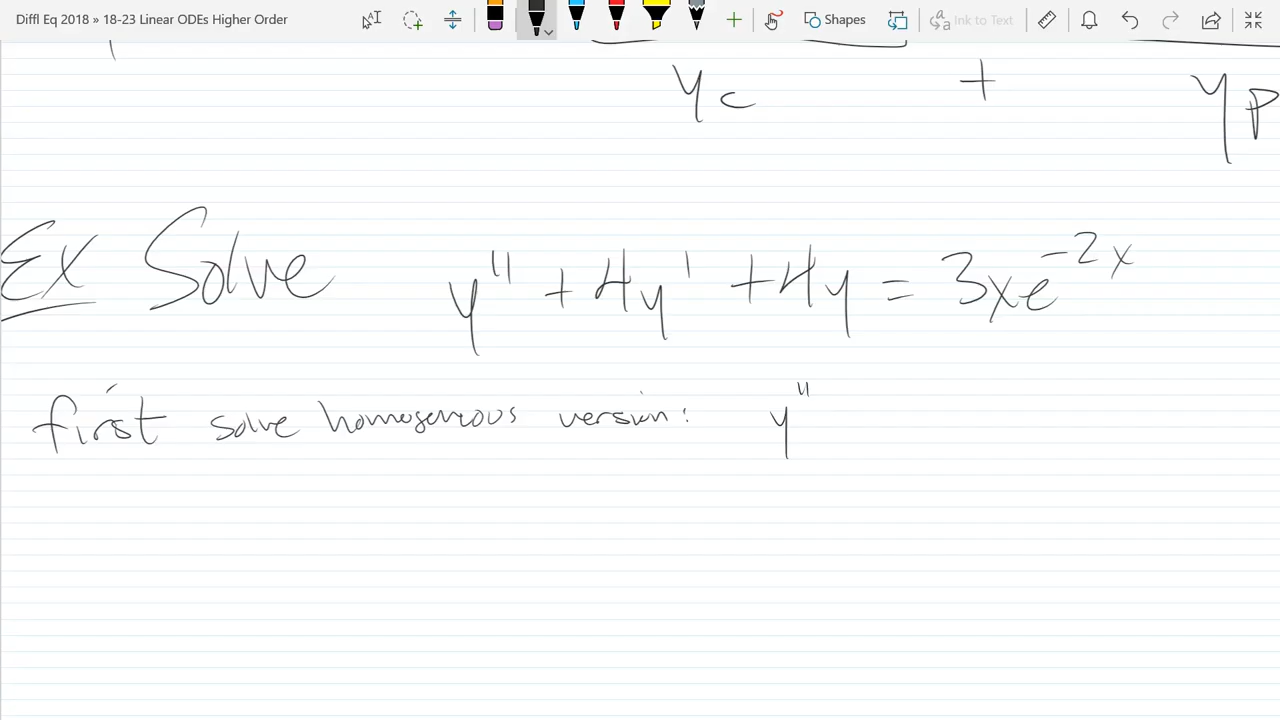 Diffl Eq 2018 » 18-23 Linear ODEs Higher Order
Shapes
Ink to Text
yc + yp
Ex Solve y'' + 4y' + 4y = 3xe^-2x
first solve homogeneous version: y''